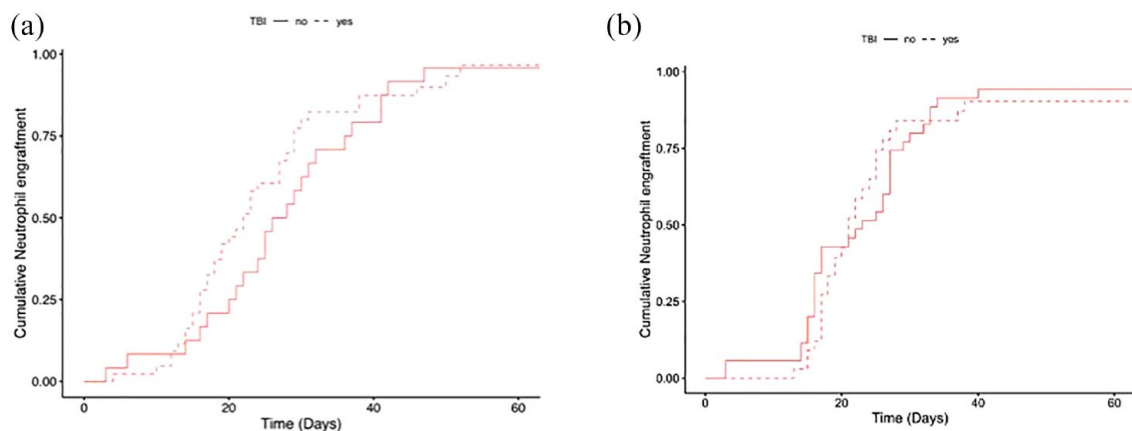 (a)
TBI no yes
1.00
0.75
0.50
0.25
0.00
Cumulative Neutrophil engraftment
0 20 40 60
Time (Days)
(b)
TBI no yes
1.00
0.75
0.50
0.25
0.00
Cumulative Neutrophil engraftment
0 20 40 60
Time (Days)